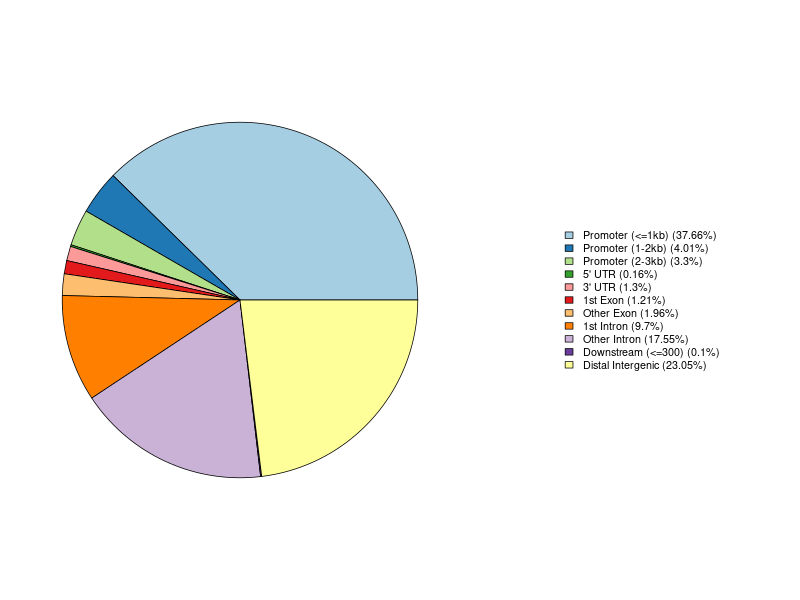 Promoter (<=1kb) (37.66%)
Promoter (1-2kb) (4.01%)
Promoter (2-3kb) (3.3%)
5' UTR (0.16%)
3' UTR (1.3%)
1st Exon (1.21%)
Other Exon (1.96%)
1st Intron (9.7%)
Other Intron (17.55%)
Downstream (<=300) (0.1%)
Distal Intergenic (23.05%)